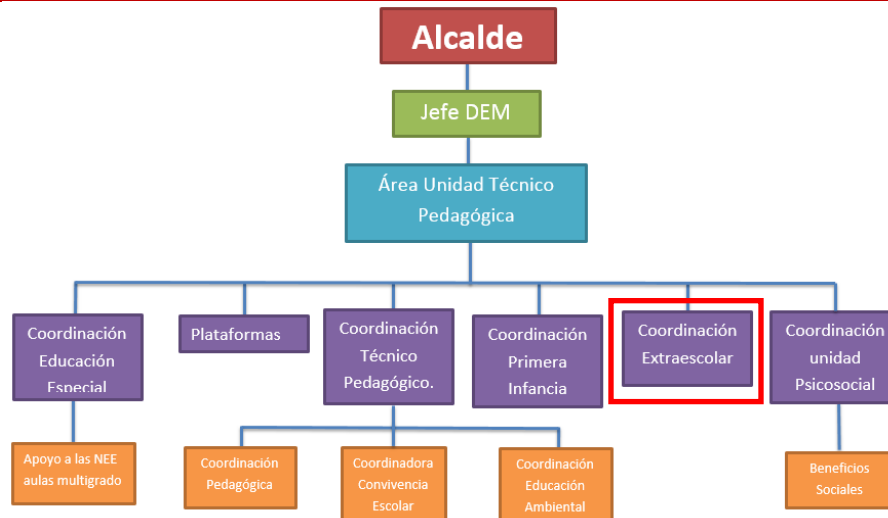 Alcalde
Jefe DEM
Área Unidad Técnico
Pedagógica
Coordinación
Educación
Especial
Plataformas
Coordinación
Técnico
Pedagógico.
Coordinación
Primera
Infancia
Coordinación
Extraescolar
Coordinación
unidad
Psicosocial
Apoyo a las NEE
aulas multigrado
Coordinación
Pedagógica
Coordinadora
Convivencia
Escolar
Coordinación
Educación
Ambiental
Beneficios
Sociales